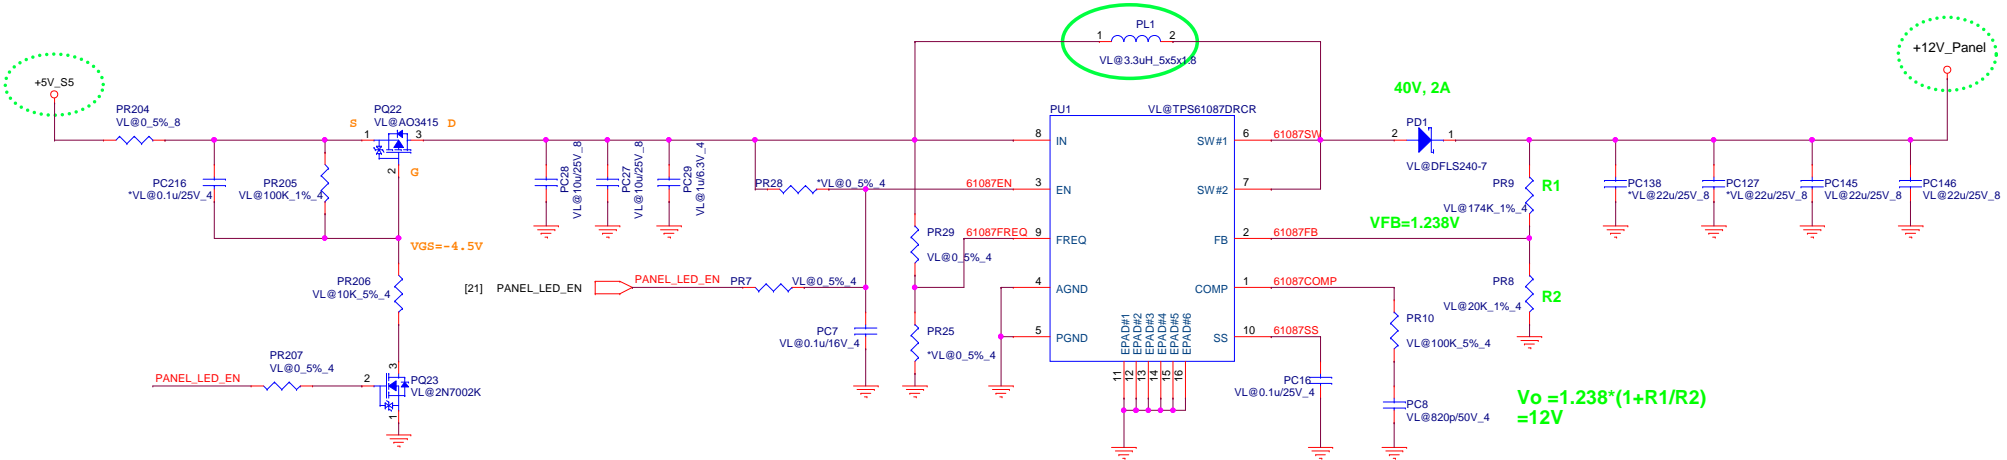 +5V_S5
PR204
VL@0_5%_8
PC216
*VL@0.1u/25V_4
PR205
VL@100K_1%_4
PQ22
VL@AO3415
S
1
3
D
2
G
VGS=-4.5V
PR206
VL@10K_5%_4
PANEL_LED_EN
PR207
VL@0_5%_4
2
3
1
PQ23
VL@2N7002K
PC28
VL@10u/25V_8
PC27
VL@10u/25V_8
PC29
VL@1u/6.3V_4
PR28
*VL@0_5%_4
[21]
PANEL_LED_EN
PANEL_LED_EN
PR7
VL@0_5%_4
PC7
VL@0.1u/16V_4
PR29
VL@0_5%_4
PR25
*VL@0_5%_4
61087EN
61087FREQ
PL1
1
2
VL@3.3uH_5x5x1.8
PU1
VL@TPS61087DRCR
8
IN
3
EN
9
FREQ
4
AGND
5
PGND
SW#1
6
SW#2
7
FB
2
COMP
1
SS
10
EPAD#1
EPAD#2
EPAD#3
EPAD#4
EPAD#5
EPAD#6
11
12
13
14
15
16
61087SW
61087FB
61087COMP
61087SS
PC16
VL@0.1u/25V_4
PR10
VL@100K_5%_4
PC8
VL@820p/50V_4
40V, 2A
PD1
2
1
VL@DFLS240-7
VFB=1.238V
PR9
R1
VL@174K_1%_4
PR8
R2
VL@20K_1%_4
PC138
*VL@22u/25V_8
PC127
*VL@22u/25V_8
PC145
VL@22u/25V_8
PC146
VL@22u/25V_8
+12V_Panel
Vo =1.238*(1+R1/R2)
=12V